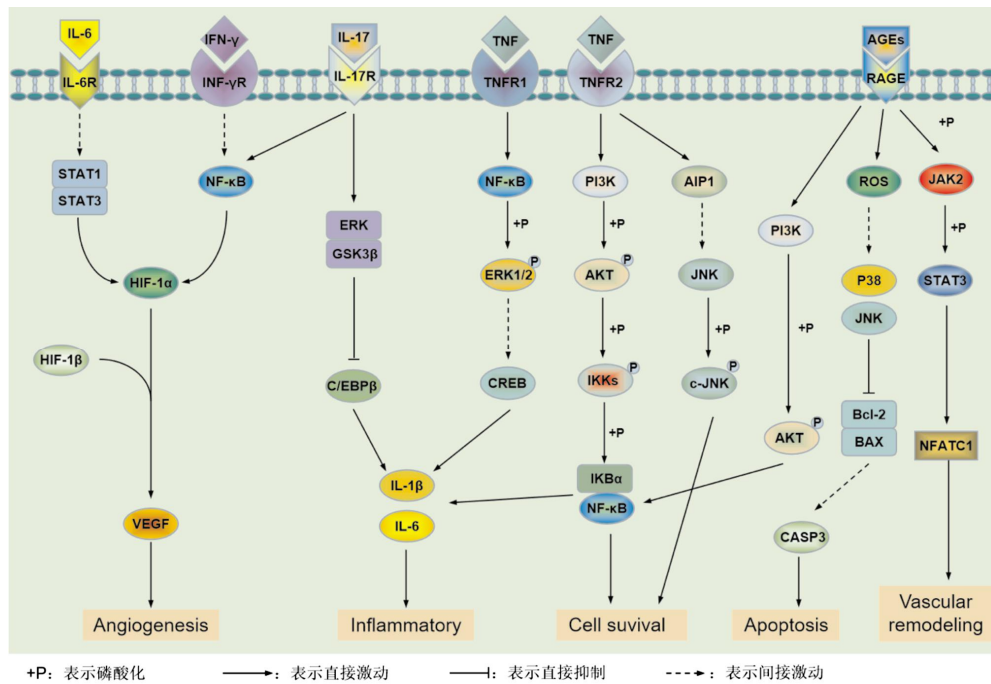 IL-6
IFN-γ
IL-17
TNF
TNF
AGEs
IL-6R
INF-γR
IL-17R
TNFR1
TNFR2
RAGE
+P
STAT1
STAT3
NF-κB
NF-κB
PI3K
AIP1
ROS
JAK2
ERK
GSK3β
+P
+P
PI3K
+P
HIF-1α
ERK1/2
P
AKT
P
JNK
P38
STAT3
JNK
+P
+P
+P
HIF-1β
C/EBPβ
CREB
IKKs
P
c-JNK
P
Bcl-2
BAX
+P
AKT
P
NFATC1
IL-1β
IKBα
NF-κB
VEGF
IL-6
CASP3
Angiogenesis
Inflammatory
Cell suvival
Apoptosis
Vascular
remodeling
+P：表示磷酸化
：表示直接激动
：表示直接抑制
：表示间接激动